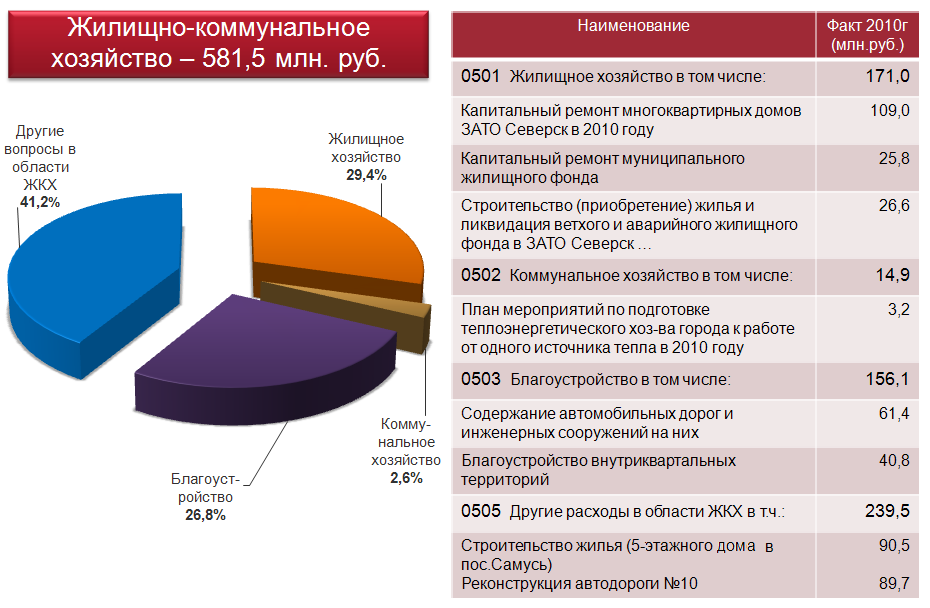 Жилищно-коммунальное
хозяйство – 581,5 млн. руб.
Другие
вопросы в
области
ЖКХ
41,2%
Жилищное
хозяйство
29,4%
Комму-
нальное
хозяйство
2,6%
Благоуст-
ройство
26,8%
Наименование
Факт 2010г
(млн.руб.)
0501 Жилищное хозяйство в том числе:
171,0
Капитальный ремонт многоквартирных домов
ЗАТО Северск в 2010 году
109,0
Капитальный ремонт муниципального
жилищного фонда
25,8
Строительство (приобретение) жилья и
ликвидация ветхого и аварийного жилищного
фонда в ЗАТО Северск ...
26,6
0502 Коммунальное хозяйство в том числе:
14,9
План мероприятий по подготовке
теплоэнергетического хоз-ва города к работе
от одного источника тепла в 2010 году
3,2
0503 Благоустройство в том числе:
156,1
Содержание автомобильных дорог и
инженерных сооружений на них
61,4
Благоустройство внутриквартальных
территорий
40,8
0505 Другие расходы в области ЖКХ в т.ч.:
239,5
Строительство жилья (5-этажного дома в
пос.Самусь)
90,5
Реконструкция автодороги №10
89,7